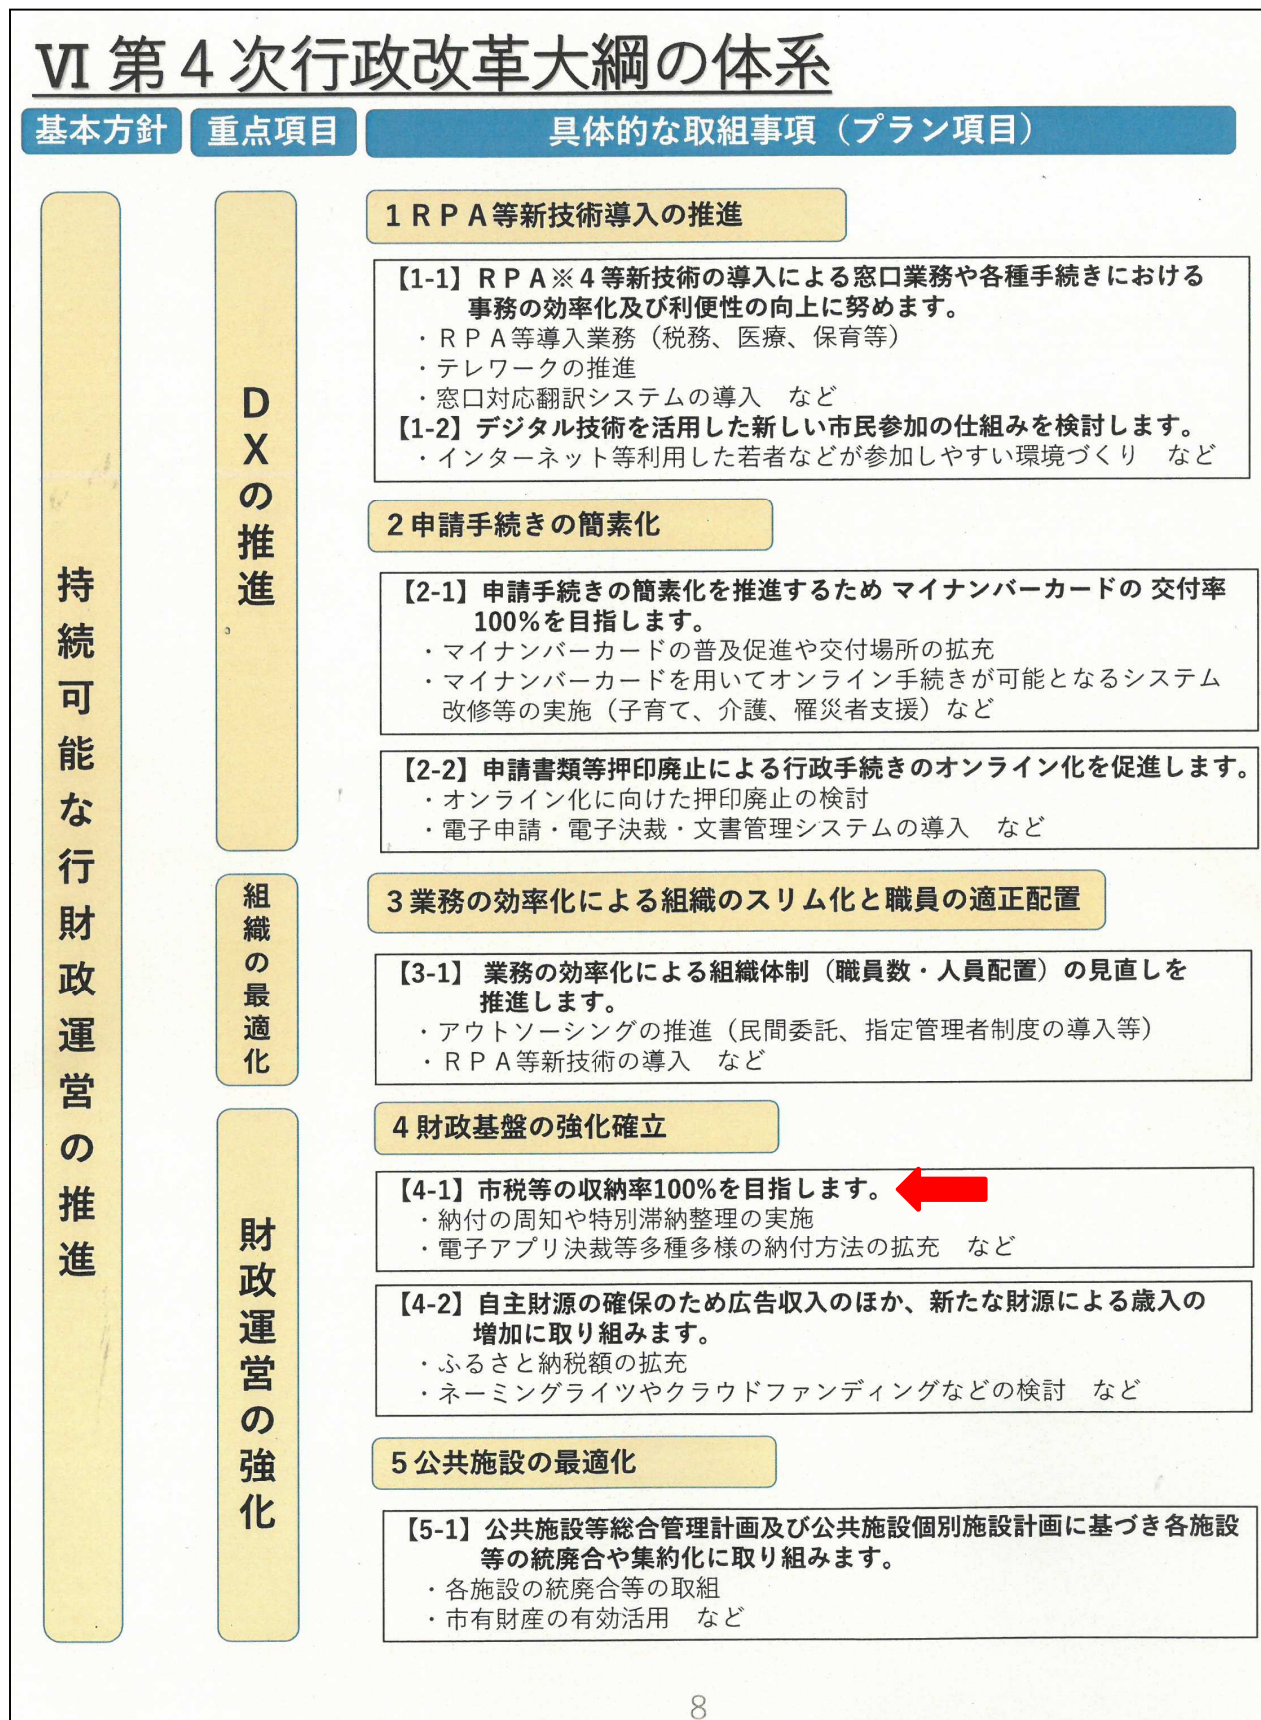 Ⅵ 第４次行政改革大綱の体系
基本方針
重点項目
具体的な取組事項（プラン項目）
持続可能な行財政運営の推進
ＤＸの推進
1ＲＰＡ等新技術導入の推進
【1-1】ＲＰＡ※４等新技術の導入による窓口業務や各種手続きにおける
事務の効率化及び利便性の向上に努めます。
・ＲＰＡ等導入業務（税務、医療、保育等）
・テレワークの推進
・窓口対応翻訳システムの導入　など
【1-2】デジタル技術を活用した新しい市民参加の仕組みを検討します。
・インターネット等利用した若者などが参加しやすい環境づくり　など
2申請手続きの簡素化
【2-1】申請手続きの簡素化を推進するため マイナンバーカードの 交付率
100%を目指します。
・マイナンバーカードの普及促進や交付場所の拡充
・マイナンバーカードを用いてオンライン手続きが可能となるシステム
改修等の実施（子育て、介護、罹災者支援）など
【2-2】申請書類等押印廃止による行政手続きのオンライン化を促進します。
・オンライン化に向けた押印廃止の検討
・電子申請・電子決裁・文書管理システムの導入　など
組織の最適化
3業務の効率化による組織のスリム化と職員の適正配置
【3-1】 業務の効率化による組織体制（職員数・人員配置）の見直しを
推進します。
・アウトソーシングの推進（民間委託、指定管理者制度の導入等）
・ＲＰＡ等新技術の導入　など
財政運営の強化
4財政基盤の強化確立
【4-1】市税等の収納率100%を目指します。
・納付の周知や特別滞納整理の実施
・電子アプリ決裁等多種多様の納付方法の拡充　など
【4-2】自主財源の確保のため広告収入のほか、新たな財源による歳入の
増加に取り組みます。
・ふるさと納税額の拡充
・ネーミングライツやクラウドファンディングなどの検討　など
5公共施設の最適化
【5-1】公共施設等総合管理計画及び公共施設個別施設計画に基づき各施設
等の統廃合や集約化に取り組みます。
・各施設の統廃合等の取組
・市有財産の有効活用　など
8